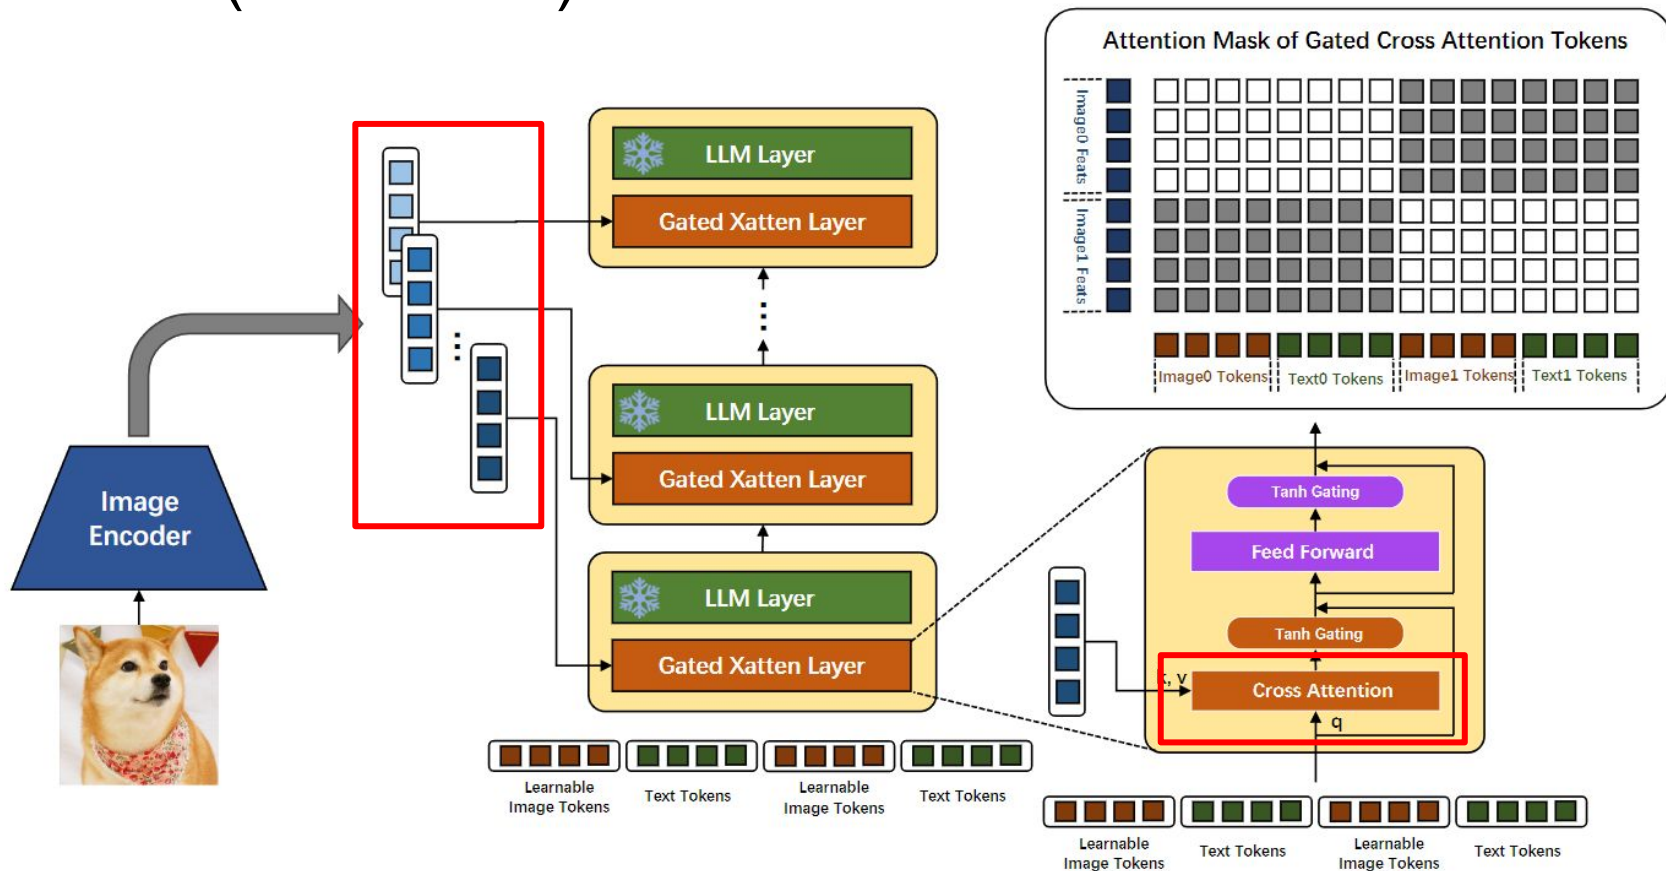 Attention Mask of Gated Cross Attention Tokens
Image0 Feats
Image1 Feats
Image0 Tokens
Text0 Tokens
Image1 Tokens
Text1 Tokens
LLM Layer
Gated Xatten Layer
...
...
LLM Layer
Gated Xatten Layer
LLM Layer
Gated Xatten Layer
Image
Encoder
Learnable
Image Tokens
Text Tokens
Learnable
Image Tokens
Text Tokens
Tanh Gating
Feed Forward
Tanh Gating
k, v
Cross Attention
q
Learnable
Image Tokens
Text Tokens
Learnable
Image Tokens
Text Tokens